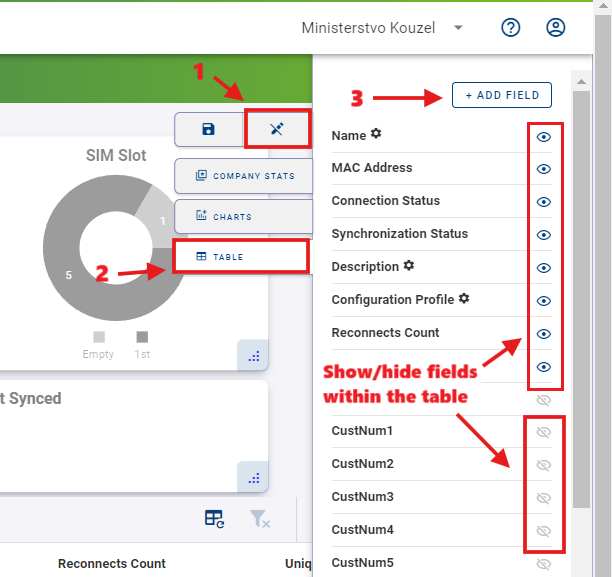 Ministerstvo Kouzel
1
3
+ ADD FIELD
Name
SIM Slot
MAC Address
COMPANY STATS
Connection Status
CHARTS
1
Synchronization Status
TABLE
2
5
Description
Configuration Profile
Reconnects Count
Empty
1st
Show/hide fields
within the table
t Synced
CustNum1
CustNum2
CustNum3
CustNum4
Reconnects Count
Uniq
CustNum5